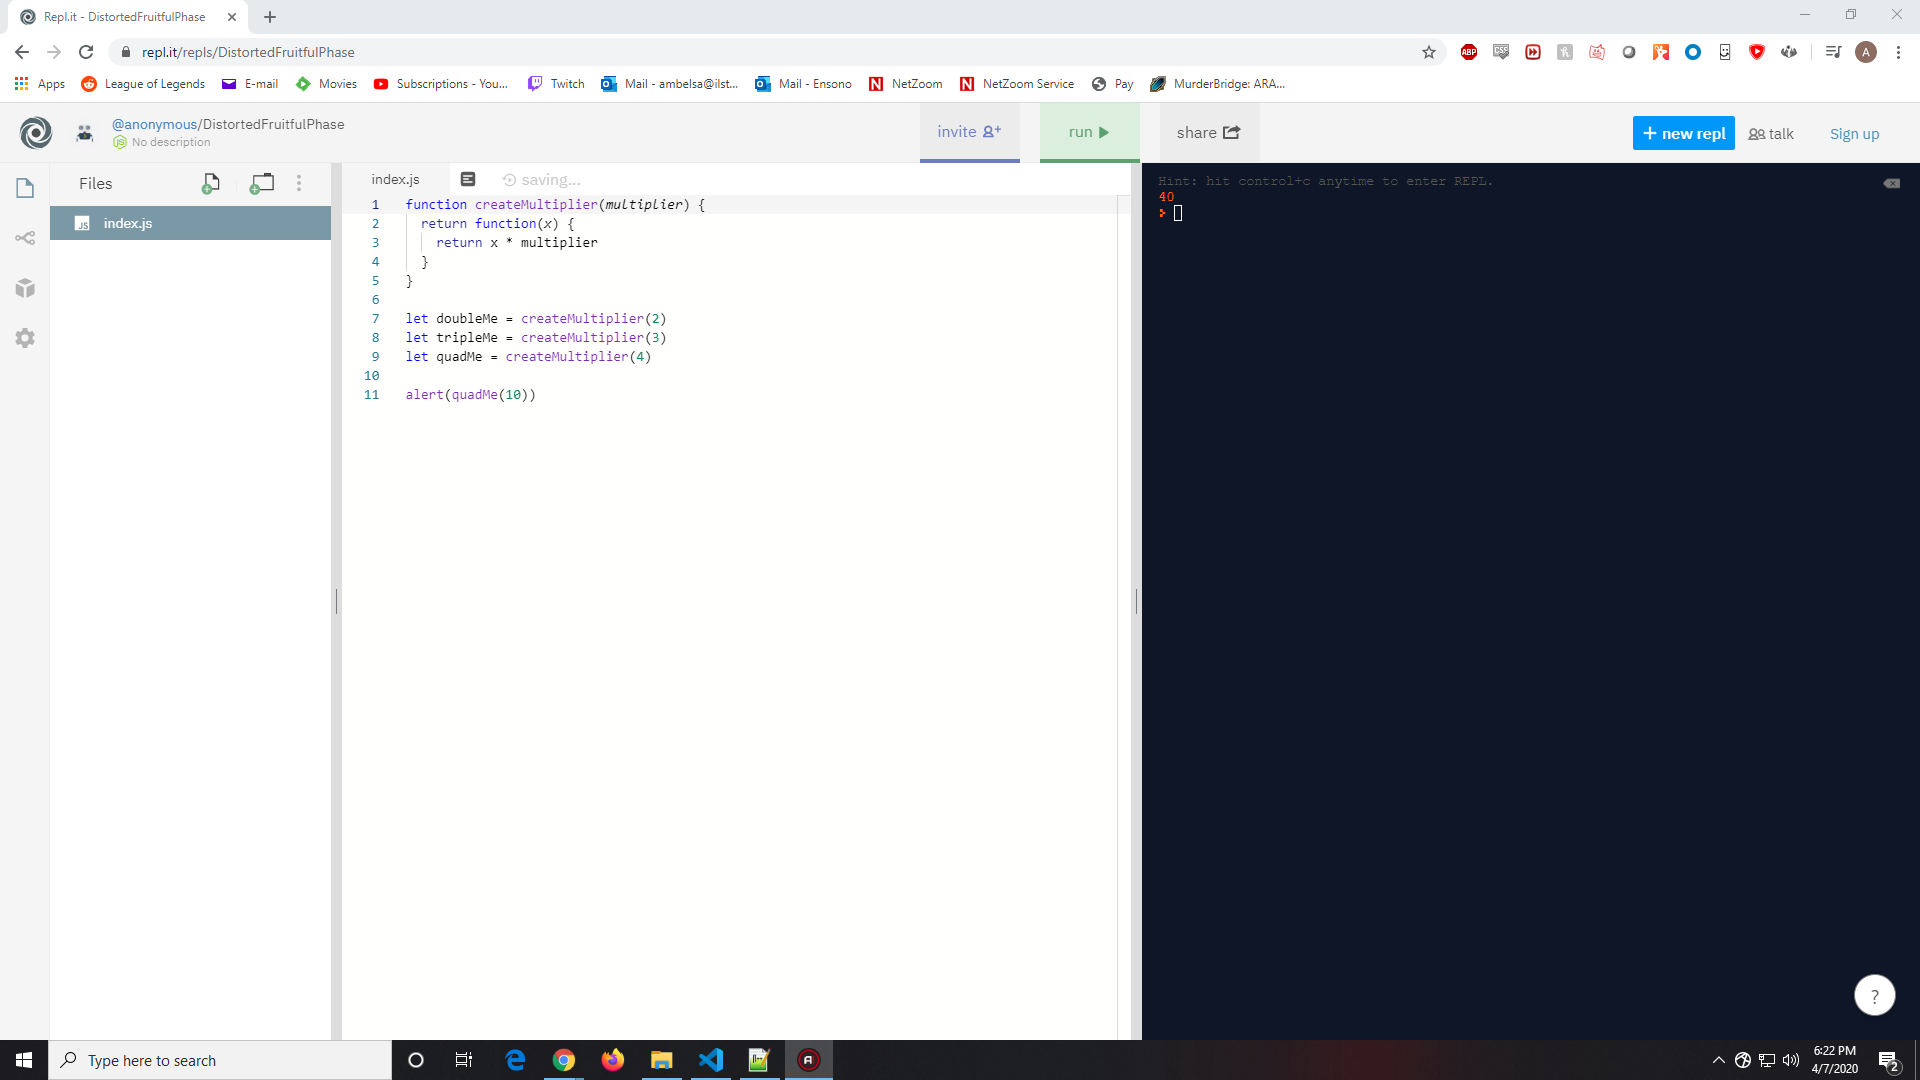 Repl.it - DistortedFruitfulPhase
repl.it/repls/DistortedFruitfulPhase
ABP
CSS
A
Apps
League of Legends
E-mail
Movies
Subscriptions - You...
Twitch
Mail - ambelsa@ilst...
Mail - Ensono
NetZoom
NetZoom Service
Pay
MurderBridge: ARA...
@anonymous/DistortedFruitfulPhase
No description
invite
run
share
+ new repl
talk
Sign up
Files
index.js
saving...
JS index.js
1 function createMultiplier(multiplier) {
2 return function(x) {
3 return x * multiplier
4 }
5 }
6
7 let doubleMe = createMultiplier(2)
8 let tripleMe = createMultiplier(3)
9 let quadMe = createMultiplier(4)
10
11 alert(quadMe(10))
Hint: hit control+c anytime to enter REPL.
40
?
Type here to search
6:22 PM
4/7/2020
2